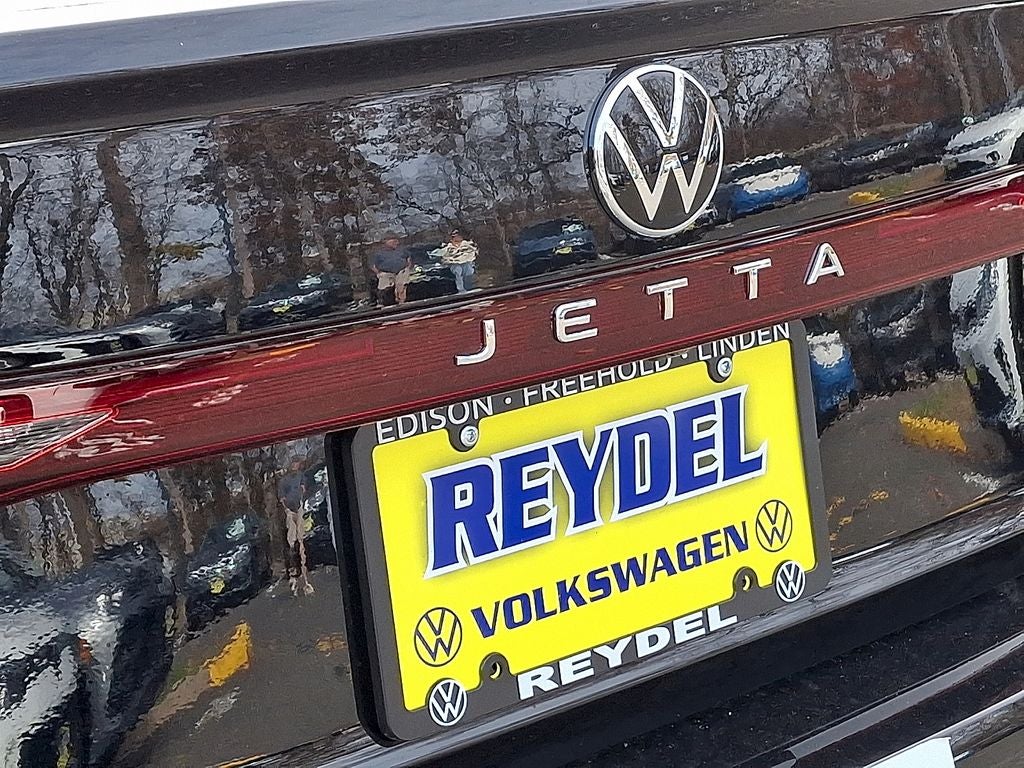 JETTA
EDISON · FREEHOLD · LINDEN
REYDEL
VOLKSWAGEN
REYDEL